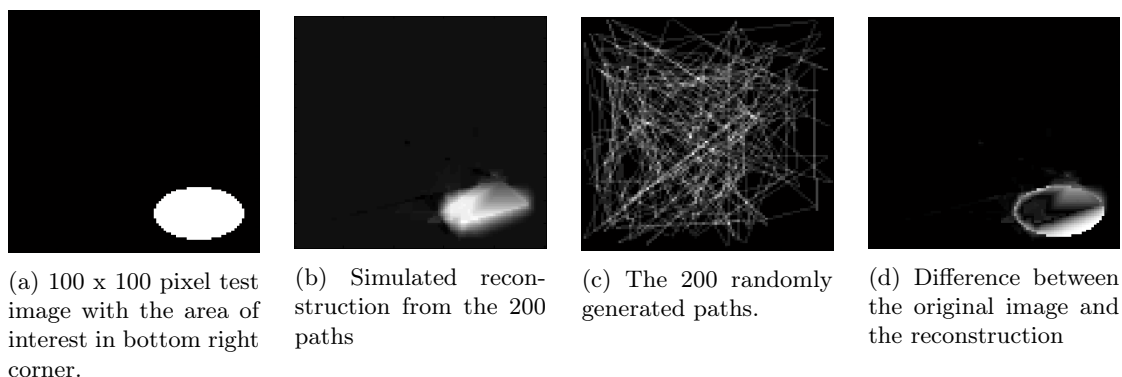 (a) 100 x 100 pixel test
image with the area of
interest in bottom right
corner.
(b) Simulated recon-
struction from the 200
paths
(c) The 200 randomly
generated paths.
(d) Difference between
the original image and
the reconstruction